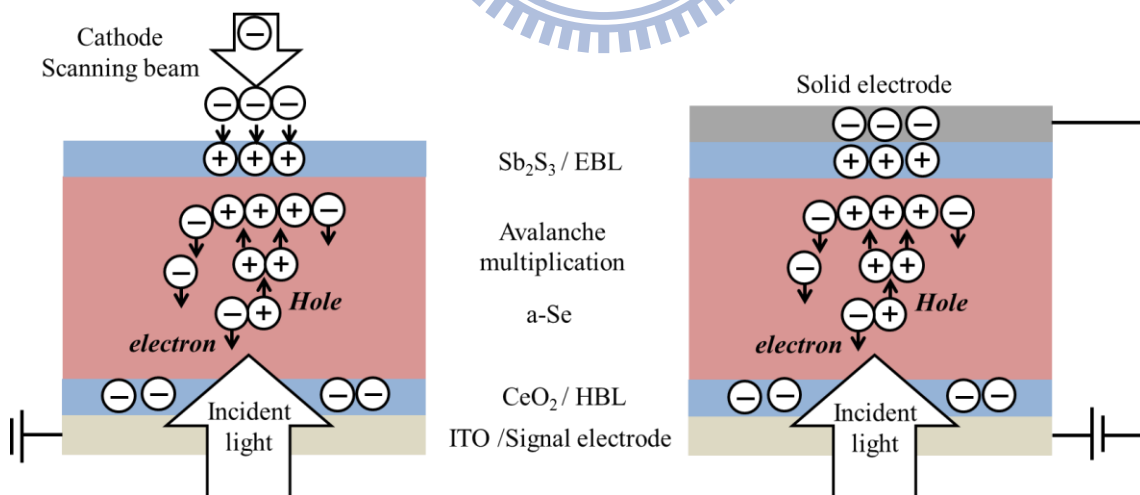 Cathode
Scanning beam
Solid electrode
Sb₂S₃ / EBL
Avalanche
multiplication
a-Se
CeO₂ / HBL
ITO /Signal electrode
Hole
electron
Incident
light
Hole
electron
Incident
light